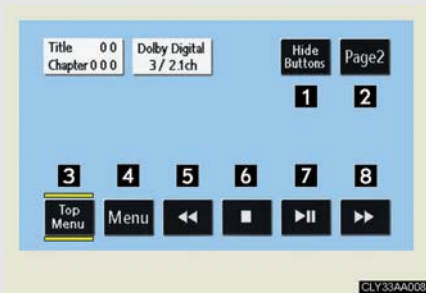 Title 0 0
Chapter 0 0 0
Dolby Digital
3 / 2.1ch
Hide
Buttons
Page2
1 2
3 4 5 6 7 8
Top
Menu
Menu
CLY33AA008